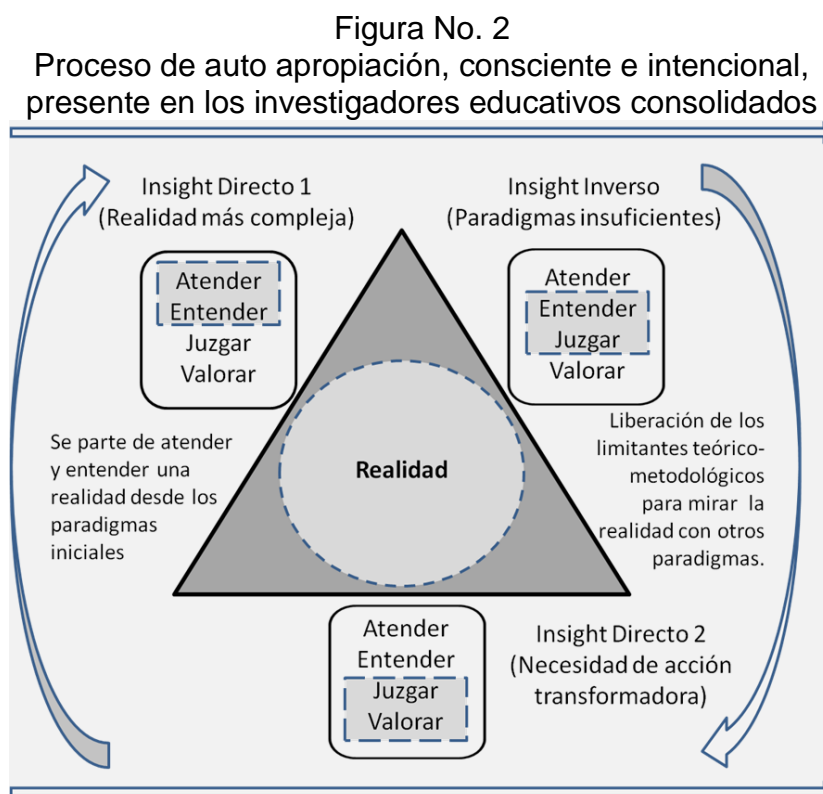 Figura No. 2
Proceso de auto apropiación, consciente e intencional,
presente en los investigadores educativos consolidados
Insight Directo 1
(Realidad más compleja)
Atender
Entender
Juzgar
Valorar
Insight Inverso
(Paradigmas insuficientes)
Atender
Entender
Juzgar
Valorar
Se parte de atender
y entender una
realidad desde los
paradigmas
iniciales
Realidad
Liberación de los
limitantes teórico-
metodológicos
para mirar la
realidad con otros
paradigmas.
Atender
Entender
Juzgar
Valorar
Insight Directo 2
(Necesidad de acción
transformadora)